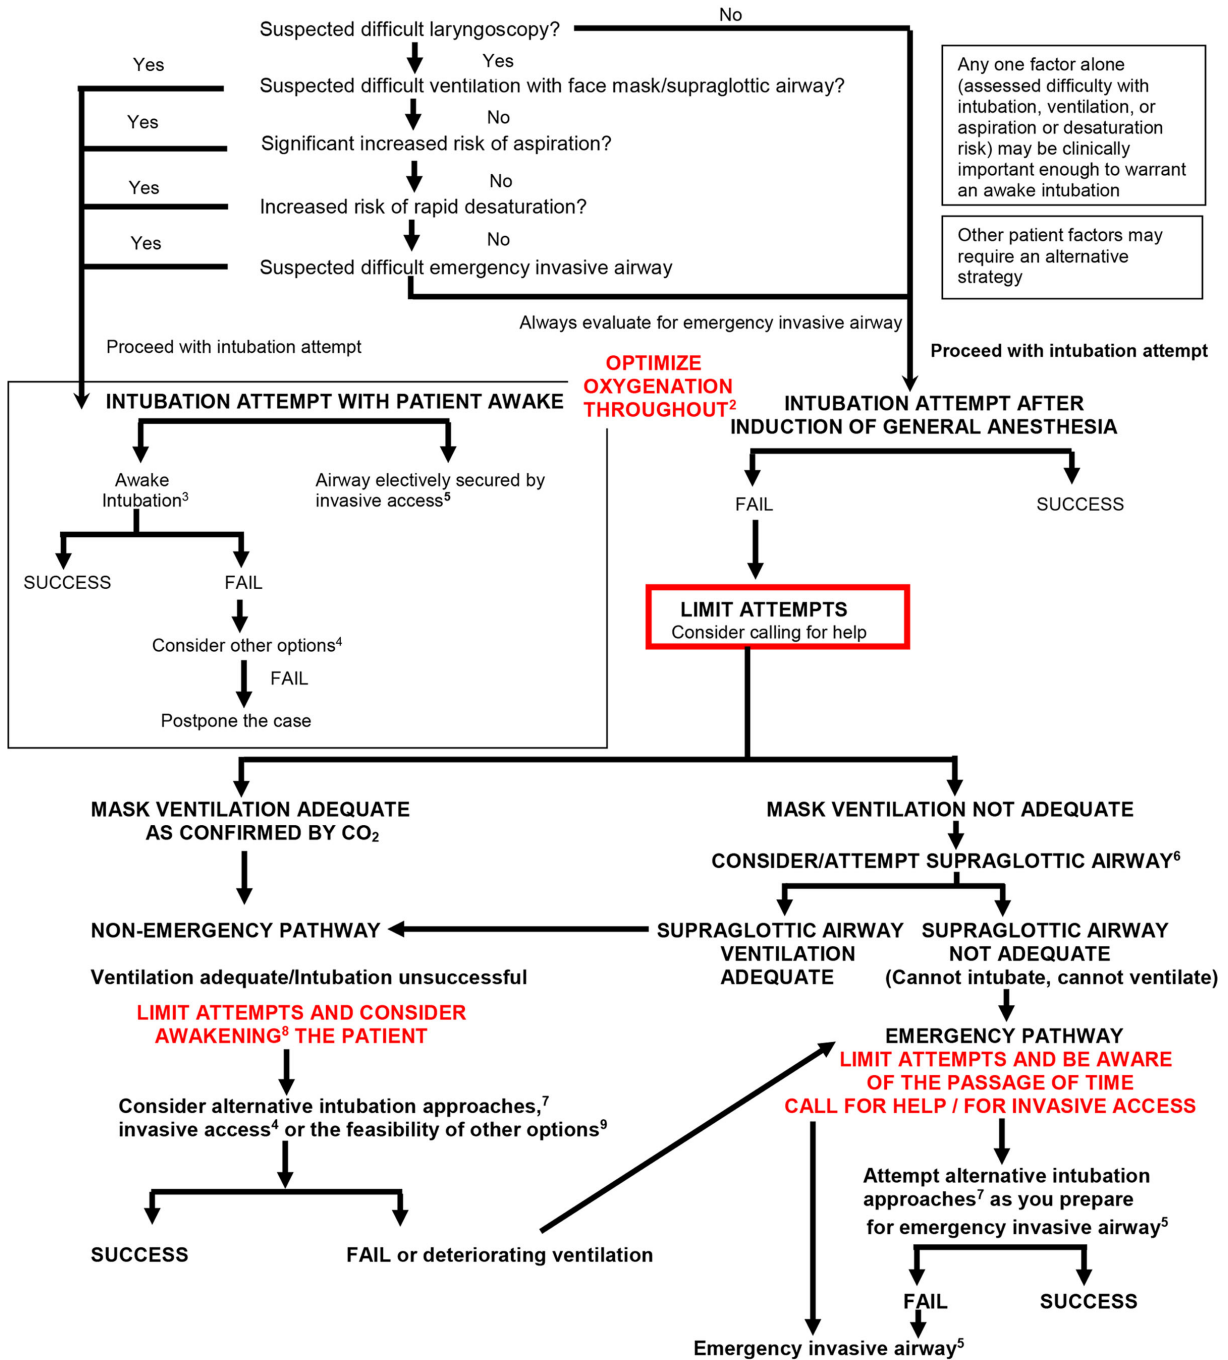 Suspected difficult laryngoscopy?
No
Yes
Yes
Suspected difficult ventilation with face mask/supraglottic airway?
No
Yes
Significant increased risk of aspiration?
No
Yes
Increased risk of rapid desaturation?
No
Yes
Suspected difficult emergency invasive airway
Any one factor alone
(assessed difficulty with
intubation, ventilation, or
aspiration or desaturation
risk) may be clinically
important enough to warrant
an awake intubation
Other patient factors may
require an alternative
strategy
Always evaluate for emergency invasive airway
Proceed with intubation attempt
Proceed with intubation attempt
OPTIMIZE
OXYGENATION
THROUGHOUT²
INTUBATION ATTEMPT WITH PATIENT AWAKE
Awake
Intubation³
Airway electively secured by
invasive access⁵
SUCCESS
FAIL
Consider other options⁴
FAIL
Postpone the case
INTUBATION ATTEMPT AFTER
INDUCTION OF GENERAL ANESTHESIA
FAIL
SUCCESS
LIMIT ATTEMPTS
Consider calling for help
MASK VENTILATION ADEQUATE
AS CONFIRMED BY CO₂
MASK VENTILATION NOT ADEQUATE
CONSIDER/ATTEMPT SUPRAGLOTTIC AIRWAY⁶
NON-EMERGENCY PATHWAY
SUPRAGLOTTIC AIRWAY
VENTILATION
ADEQUATE
SUPRAGLOTTIC AIRWAY
NOT ADEQUATE
(Cannot intubate, cannot ventilate)
Ventilation adequate/Intubation unsuccessful
LIMIT ATTEMPTS AND CONSIDER
AWAKENING⁸ THE PATIENT
Consider alternative intubation approaches,⁷
invasive access⁴ or the feasibility of other options⁹
SUCCESS
FAIL or deteriorating ventilation
EMERGENCY PATHWAY
LIMIT ATTEMPTS AND BE AWARE
OF THE PASSAGE OF TIME
CALL FOR HELP / FOR INVASIVE ACCESS
Attempt alternative intubation
approaches⁷ as you prepare
for emergency invasive airway⁵
FAIL
SUCCESS
Emergency invasive airway⁵